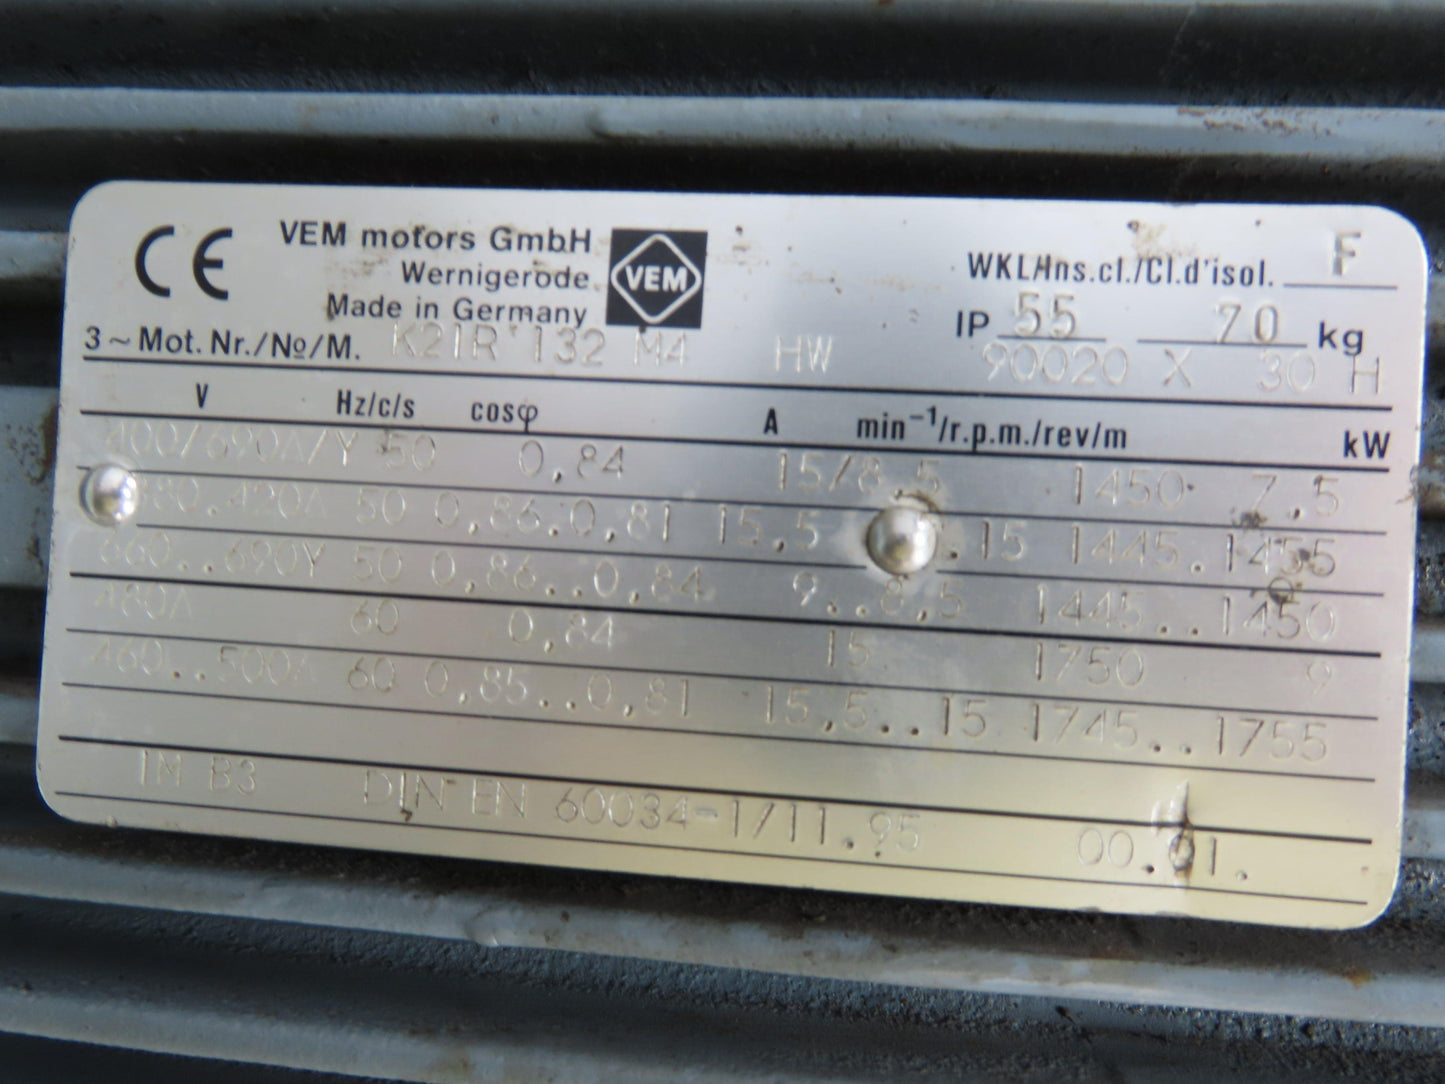 CE VEM motors GmbH VEM WKL/Ins.cl./Cl.d'isol. F
Wernigerode
Made in Germany IP 55 70 kg
3~Mot. Nr./No/M. K21R 132 M4 HW 90020 X 30 H
V Hz/c/s cosφ A min⁻¹/r.p.m./rev/m kW
400/690Δ/Y 50 0,84 15/8,5 1450 7,5
380.420Δ 50 0,86.0,81 15,5 .15 1445.1455
660..690Y 50 0,86..0,84 9..8,5 1445..1450
480Δ 60 0,84 15 1750 9
460..500Δ 60 0,85..0,81 15,5..15 1745..1755
IM B3 DIN EN 60034-1/11.95 00.01.